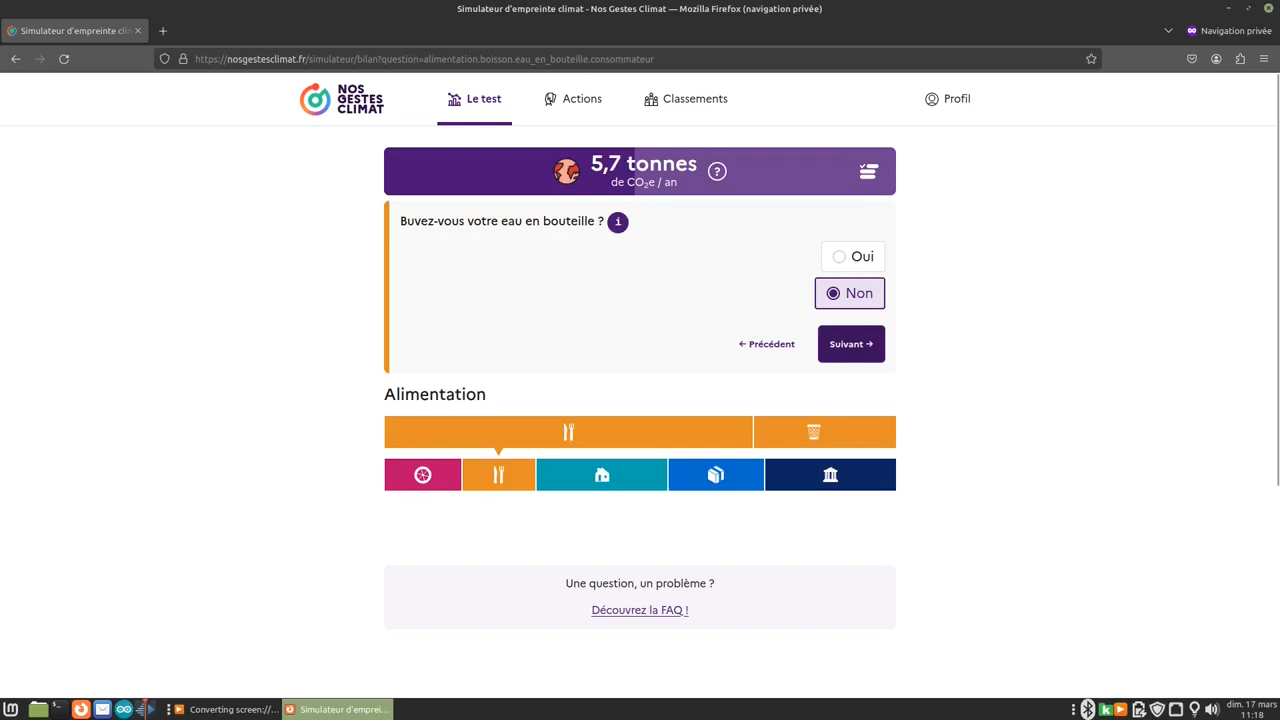 Simulateur d'empreinte climat - Nos Gestes Climat — Mozilla Firefox (navigation privée)
Simulateur d'empreinte clim
Navigation privée
https://nosgestesclimat.fr/simulateur/bilan?question=alimentation.boisson.eau_en_bouteille.consommateur
NOS
GESTES
CLIMAT
Le test
Actions
Classements
Profil
5,7 tonnes
de CO₂e / an
?
Buvez-vous votre eau en bouteille ?
i
Oui
Non
← Précédent
Suivant →
Alimentation
Une question, un problème ?
Découvrez la FAQ !
Converting screen://...
Simulateur d'emprei...
dim. 17 mars
11:18